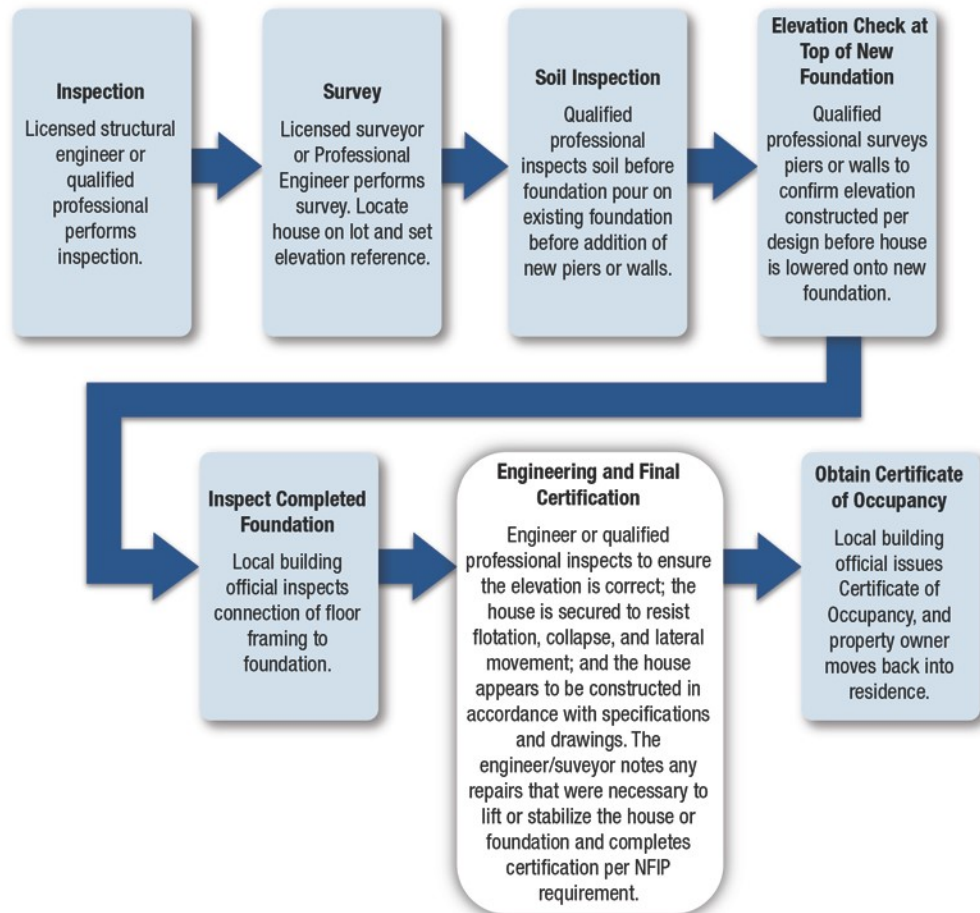 Inspection
Licensed structural
engineer or
qualified
professional
performs
inspection.
Survey
Licensed surveyor
or Professional
Engineer performs
survey. Locate
house on lot and set
elevation reference.
Soil Inspection
Qualified
professional
inspects soil before
foundation pour on
existing foundation
before addition of
new piers or walls.
Elevation Check at
Top of New
Foundation
Qualified
professional surveys
piers or walls to
confirm elevation
constructed per
design before house
is lowered onto new
foundation.
Inspect Completed
Foundation
Local building
official inspects
connection of floor
framing to
foundation.
Engineering and Final
Certification
Engineer or qualified
professional inspects to ensure
the elevation is correct; the
house is secured to resist
flotation, collapse, and lateral
movement; and the house
appears to be constructed in
accordance with specifications
and drawings. The
engineer/suveyor notes any
repairs that were necessary to
lift or stabilize the house or
foundation and completes
certification per NFIP
requirement.
Obtain Certificate
of Occupancy
Local building
official issues
Certificate of
Occupancy, and
property owner
moves back into
residence.